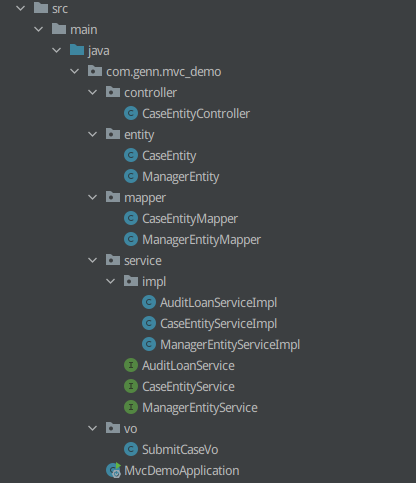 src
main
java
com.genn.mvc_demo
controller
CaseEntityController
entity
CaseEntity
ManagerEntity
mapper
CaseEntityMapper
ManagerEntityMapper
service
impl
AuditLoanServiceImpl
CaseEntityServiceImpl
ManagerEntityServiceImpl
AuditLoanService
CaseEntityService
ManagerEntityService
vo
SubmitCaseVo
MvcDemoApplication